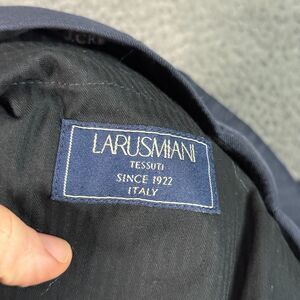 LARUSMIANI
TESSUTI
SINCE 1922
ITALY